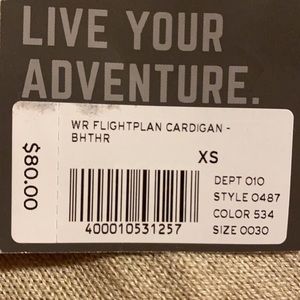 LIVE YOUR
ADVENTURE.
WR FLIGHTPLAN CARDIGAN -
BHTHR
XS
$80.00
DEPT 010
STYLE 0487
COLOR 534
SIZE 0030
400010531257